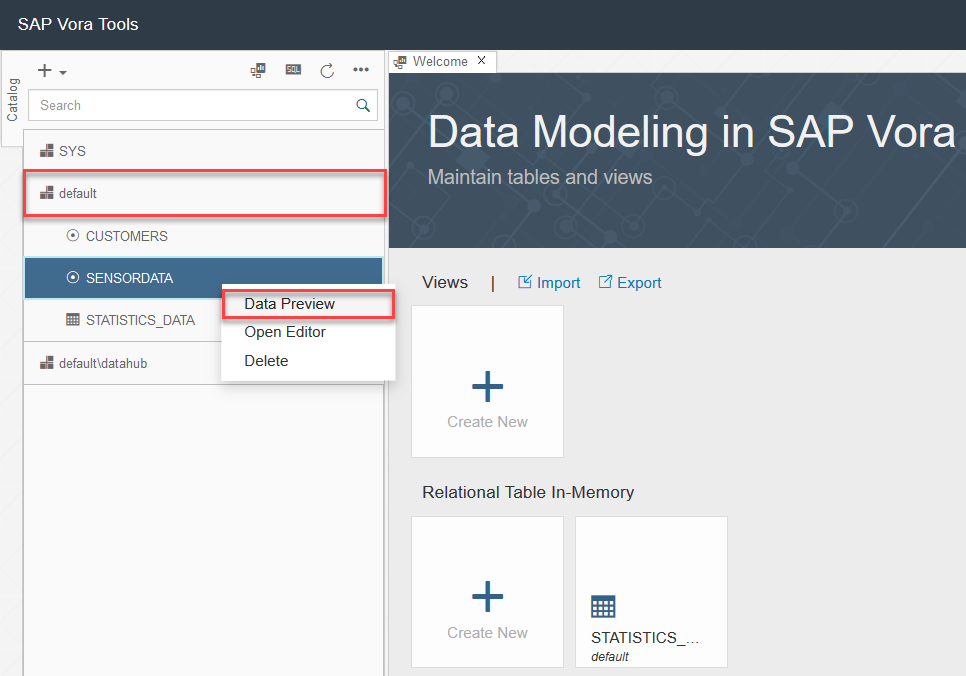 SAP Vora Tools
Catalog
SQL
Search
SYS
default
CUSTOMERS
SENSORDATA
STATISTICS_DATA
default\datahub
Data Preview
Open Editor
Delete
Welcome X
Data Modeling in SAP Vora
Maintain tables and views
Views | Import Export
Create New
Relational Table In-Memory
Create New
STATISTICS_...
default